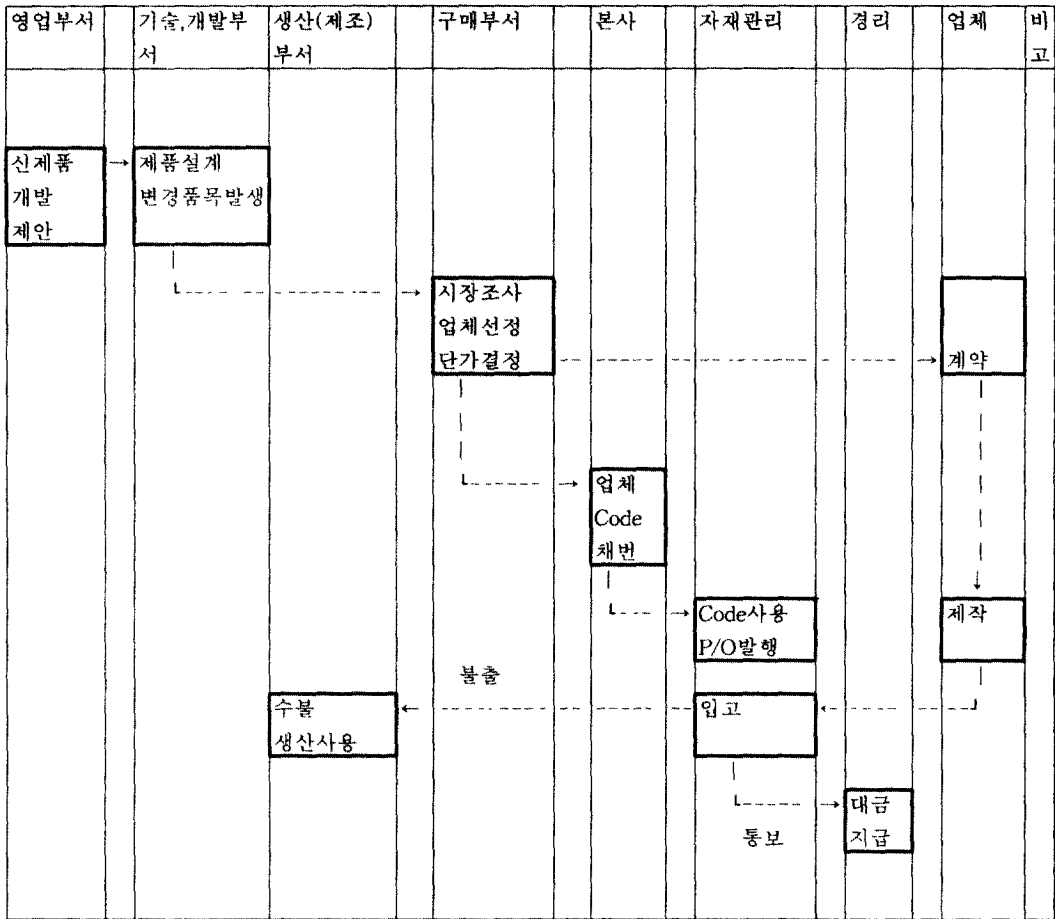 영업부서 기술,개발부서 생산(제조)부서 구매부서 본사 자재관리 경리 업체 비고
신제품
개발
제안
제품설계
변경품목발생
시장조사
업체선정
단가결정
계약
업체
Code
채번
Code사용
P/O발행
제작
불출
수불
생산사용
입고
통보
대금
지급